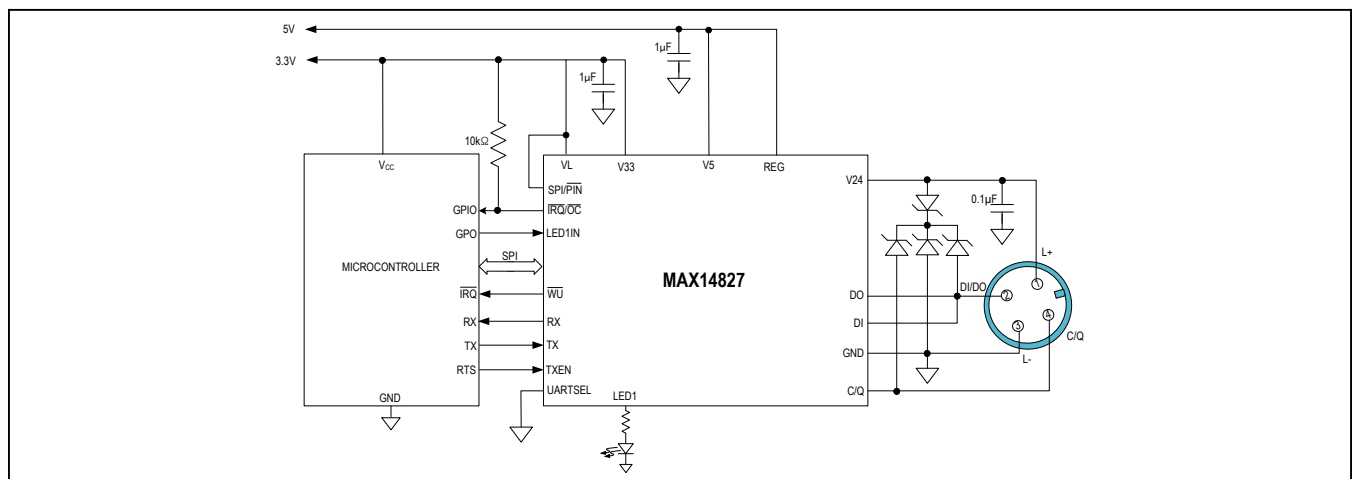 5V
1µF
3.3V
1µF
10kΩ
VCC
VL
V33
V5
REG
V24
SPI/PIN
0.1µF
GPIO
IRQ/OC
GPO
LED1IN
L+
SPI
MICROCONTROLLER
MAX14827
IRQ
WU
DO
DI/DO
2
1
RX
RX
DI
3
4
TX
TX
C/Q
GND
L-
RTS
TXEN
UARTSEL
C/Q
GND
LED1